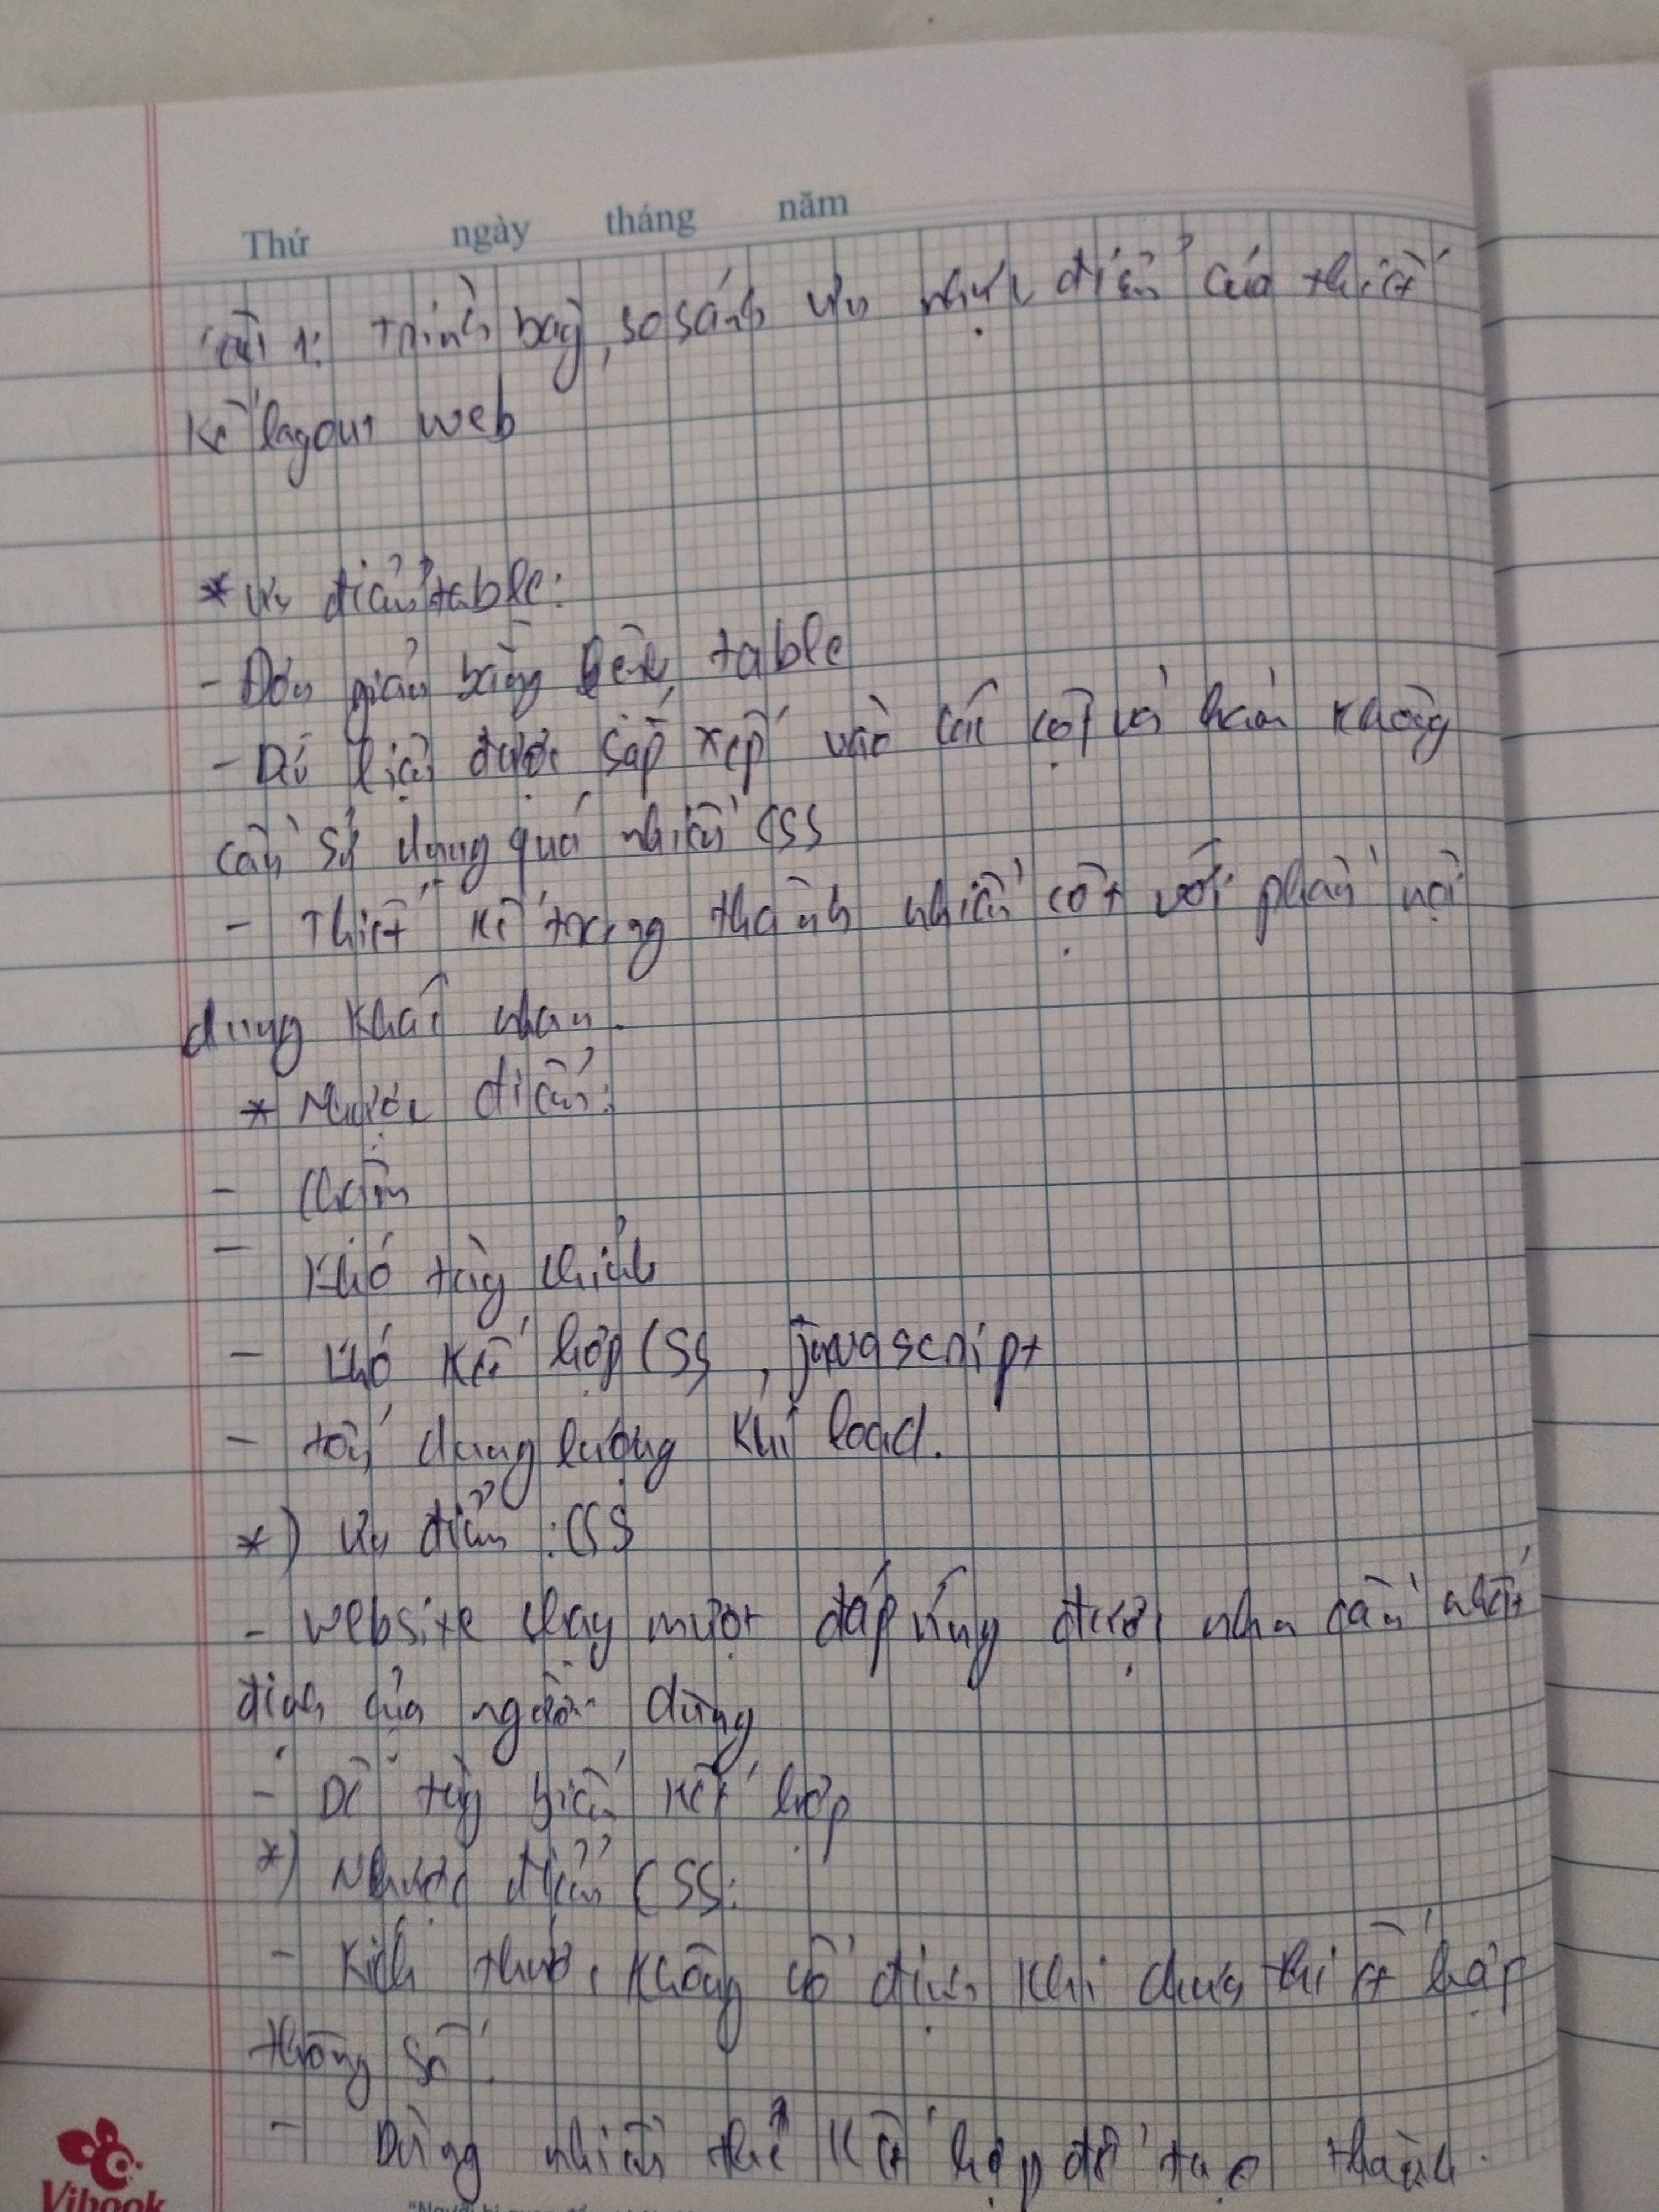 Thứ ngày tháng năm
Câu 1: Trình bày, so sánh ưu nhược điểm của thiết
kế layout web
* Ưu điểm table:
- Đơn giản bằng table
- Dữ liệu được sắp xếp vào các cột và hàng không
cần sử dụng quá nhiều CSS
- Thiết kế trang thành nhiều cột với phần nội
dung khác nhau.
* Nhược điểm:
- Chậm
- Khó tùy chỉnh
- Khó kết hợp CSS, javascript
- tốn dung lượng khi load.
*) Ưu điểm : CSS
- Website chạy mượt đáp ứng được nhu cầu nhất
định của người dùng
- Dễ tùy biến kết hợp
*) Nhược điểm CSS:
- Kích thước không cố định khi chưa thiết lập
thông số.
- Dùng nhiều thẻ kết hợp để tạo thành.
Vibook